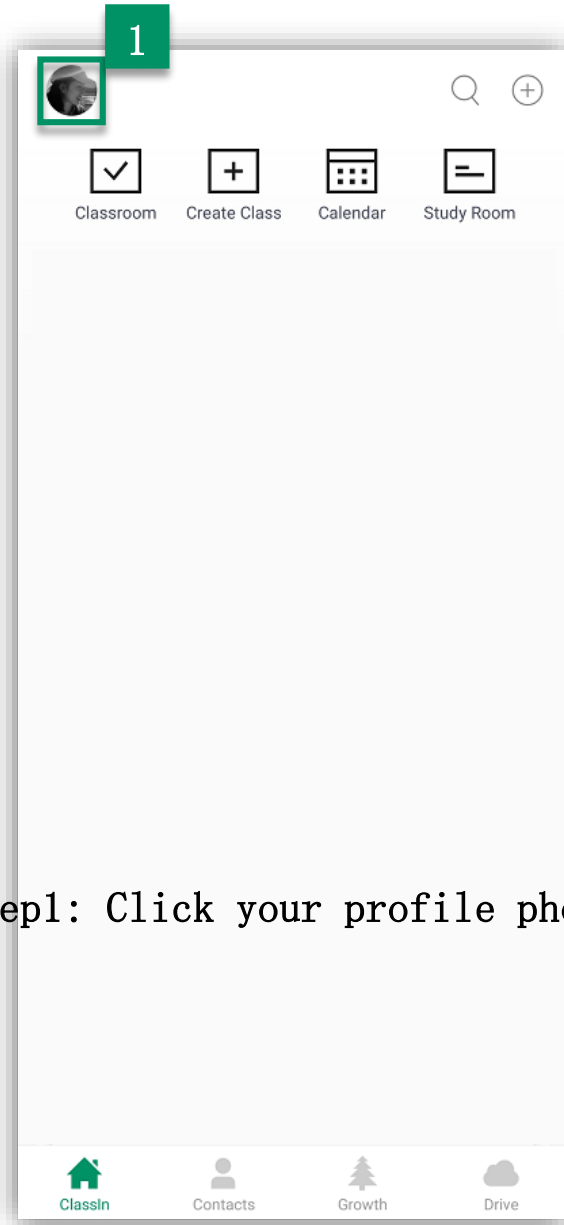 1
Classroom Create Class Calendar Study Room
ep1: Click your profile pho
ClassIn Contacts Growth Drive